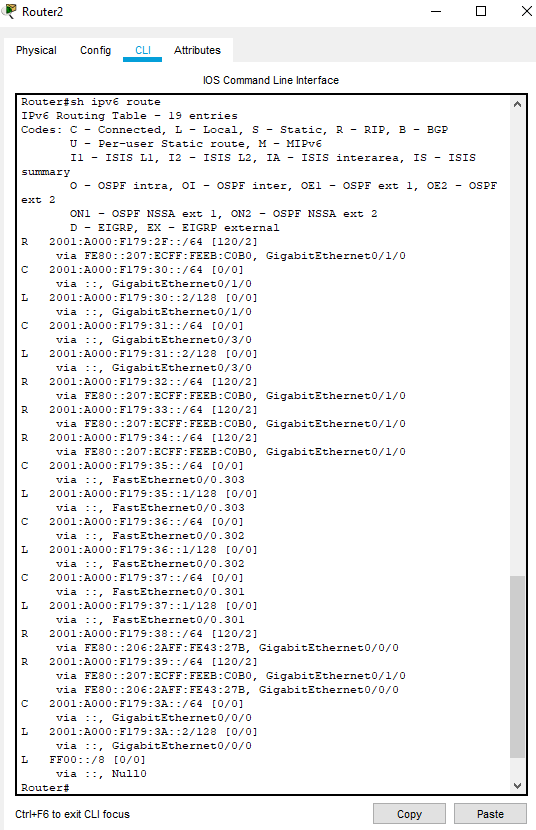 Router2
Physical Config CLI Attributes
IOS Command Line Interface
Router#sh ipv6 route
IPv6 Routing Table - 19 entries
Codes: C - Connected, L - Local, S - Static, R - RIP, B - BGP
U - Per-user Static route, M - MIPv6
I1 - ISIS L1, I2 - ISIS L2, IA - ISIS interarea, IS - ISIS
summary
O - OSPF intra, OI - OSPF inter, OE1 - OSPF ext 1, OE2 - OSPF
ext 2
ON1 - OSPF NSSA ext 1, ON2 - OSPF NSSA ext 2
D - EIGRP, EX - EIGRP external
R 2001:A000:F179:2F::/64 [120/2]
via FE80::207:ECFF:FEEB:C0B0, GigabitEthernet0/1/0
C 2001:A000:F179:30::/64 [0/0]
via ::, GigabitEthernet0/1/0
L 2001:A000:F179:30::2/128 [0/0]
via ::, GigabitEthernet0/1/0
C 2001:A000:F179:31::/64 [0/0]
via ::, GigabitEthernet0/3/0
L 2001:A000:F179:31::2/128 [0/0]
via ::, GigabitEthernet0/3/0
R 2001:A000:F179:32::/64 [120/2]
via FE80::207:ECFF:FEEB:C0B0, GigabitEthernet0/1/0
R 2001:A000:F179:33::/64 [120/2]
via FE80::207:ECFF:FEEB:C0B0, GigabitEthernet0/1/0
R 2001:A000:F179:34::/64 [120/2]
via FE80::207:ECFF:FEEB:C0B0, GigabitEthernet0/1/0
C 2001:A000:F179:35::/64 [0/0]
via ::, FastEthernet0/0.303
L 2001:A000:F179:35::1/128 [0/0]
via ::, FastEthernet0/0.303
C 2001:A000:F179:36::/64 [0/0]
via ::, FastEthernet0/0.302
L 2001:A000:F179:36::1/128 [0/0]
via ::, FastEthernet0/0.302
C 2001:A000:F179:37::/64 [0/0]
via ::, FastEthernet0/0.301
L 2001:A000:F179:37::1/128 [0/0]
via ::, FastEthernet0/0.301
R 2001:A000:F179:38::/64 [120/2]
via FE80::206:2AFF:FE43:27B, GigabitEthernet0/0/0
R 2001:A000:F179:39::/64 [120/2]
via FE80::207:ECFF:FEEB:C0B0, GigabitEthernet0/1/0
via FE80::206:2AFF:FE43:27B, GigabitEthernet0/0/0
C 2001:A000:F179:3A::/64 [0/0]
via ::, GigabitEthernet0/0/0
L 2001:A000:F179:3A::2/128 [0/0]
via ::, GigabitEthernet0/0/0
L FF00::/8 [0/0]
via ::, Null0
Router#
Ctrl+F6 to exit CLI focus Copy Paste